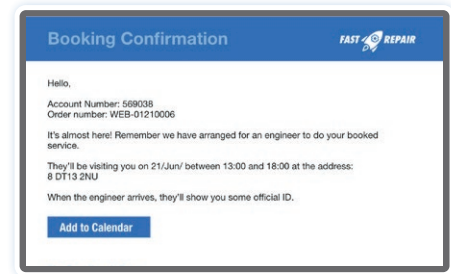 Booking Confirmation
FAST REPAIR
Hello,
Account Number: 569038
Order number: WEB-01210006
It's almost here! Remember we have arranged for an engineer to do your booked
service.
They'll be visiting you on 21/Jun/ between 13:00 and 18:00 at the address:
8 DT13 2NU
When the engineer arrives, they'll show you some official ID.
Add to Calendar